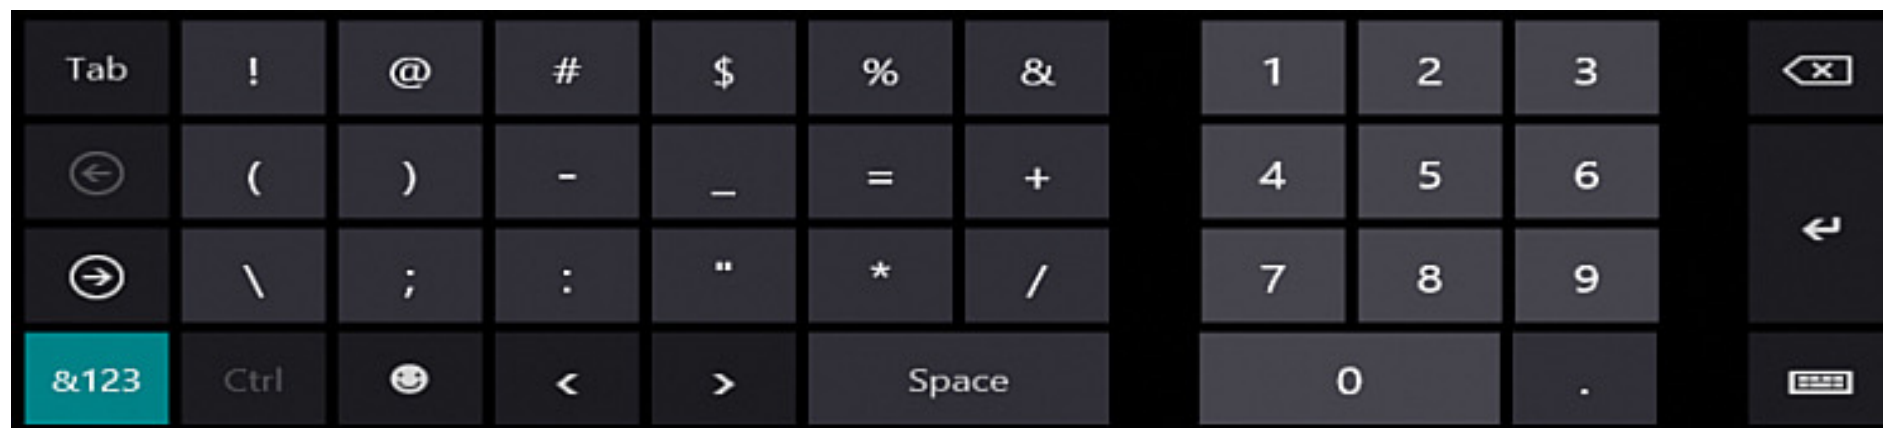 Tab ! @ # $ % & 1 2 3
( ) - _ = + 4 5 6
\ ; : " * / 7 8 9
&123 Ctrl < > Space 0 .